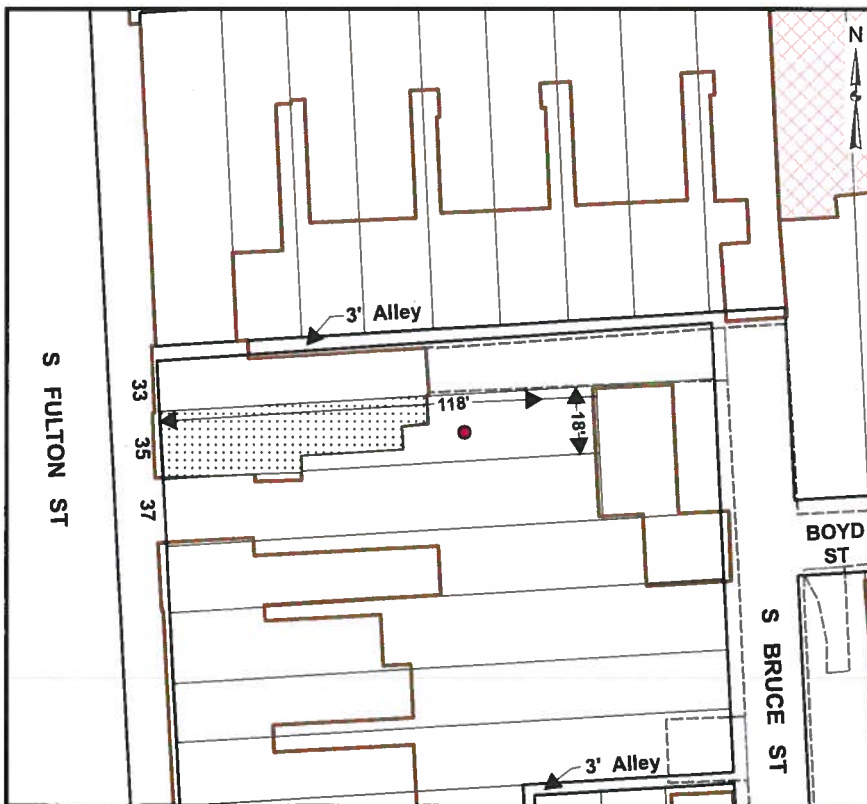 N
3' Alley
S FULTON ST
33
35
37
118'
18'
BOYD
ST
S BRUCE ST
3' Alley